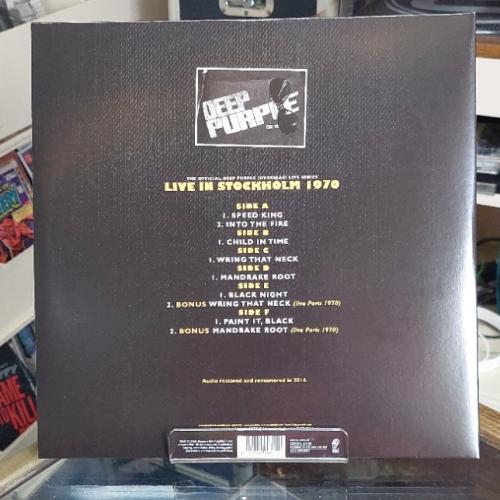 DEEP
PURPLE
THE OFFICIAL DEEP PURPLE (OVERSEAS) LIVE SERIES
LIVE IN STOCKHOLM 1970
SIDE A
1. SPEED KING
2. INTO THE FIRE
SIDE B
1. CHILD IN TIME
SIDE C
1. WRING THAT NECK
SIDE D
1. MANDRAKE ROOT
SIDE E
1. BLACK NIGHT
2. BONUS WRING THAT NECK (live Paris 1970)
SIDE F
1. PAINT IT, BLACK
2. BONUS MANDRAKE ROOT (live Paris 1970)
Audio restored and remastered in 2014.